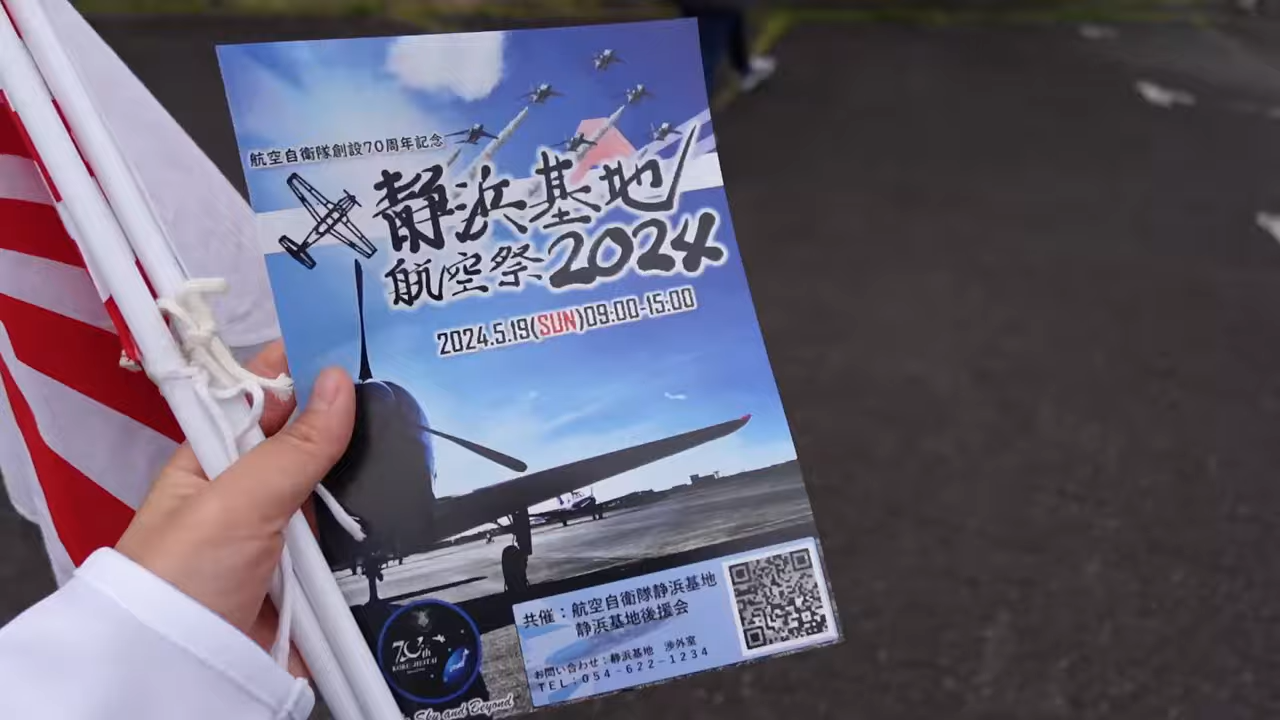 航空自衛隊創設70周年記念
静浜基地
航空祭2024
2024.5.19(SUN)09:00-15:00
共催：航空自衛隊静浜基地
静浜基地後援会
お問い合わせ：静浜基地　渉外室
TEL：054-622-1234
70th
KOKU-JIEITAI
Sky and Beyond